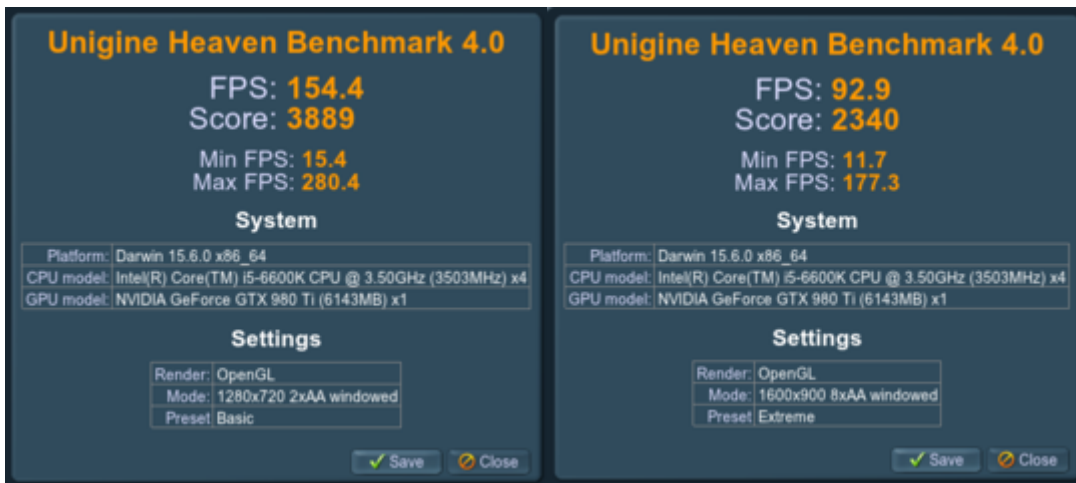 Unigine Heaven Benchmark 4.0
FPS: 154.4
Score: 3889
Min FPS: 15.4
Max FPS: 280.4
System
Platform: Darwin 15.6.0 x86_64
CPU model: Intel(R) Core(TM) i5-6600K CPU @ 3.50GHz (3503MHz) x4
GPU model: NVIDIA GeForce GTX 980 Ti (6143MB) x1
Settings
Render: OpenGL
Mode: 1280x720 2xAA windowed
Preset Basic
Save
Close
Unigine Heaven Benchmark 4.0
FPS: 92.9
Score: 2340
Min FPS: 11.7
Max FPS: 177.3
System
Platform: Darwin 15.6.0 x86_64
CPU model: Intel(R) Core(TM) i5-6600K CPU @ 3.50GHz (3503MHz) x4
GPU model: NVIDIA GeForce GTX 980 Ti (6143MB) x1
Settings
Render: OpenGL
Mode: 1600x900 8xAA windowed
Preset Extreme
Save
Close